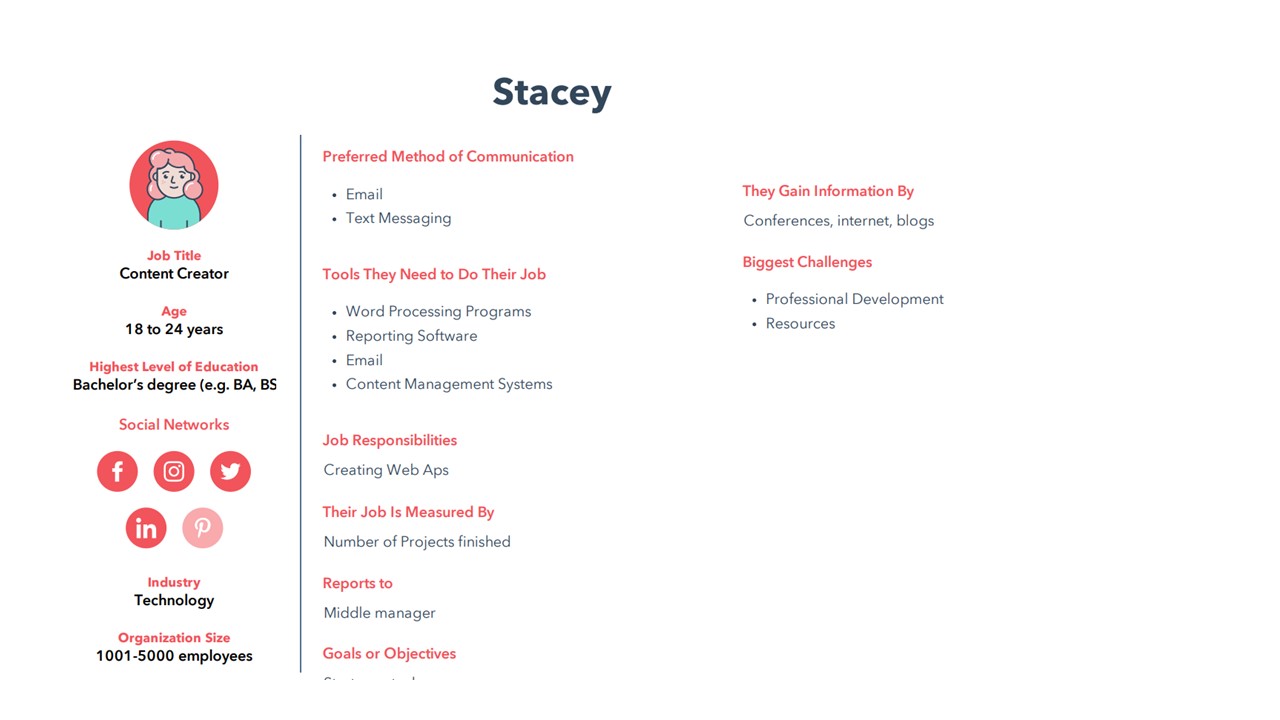 Stacey
Job Title
Content Creator
Age
18 to 24 years
Highest Level of Education
Bachelor's degree (e.g. BA, BS
Social Networks
Industry
Technology
Organization Size
1001-5000 employees
Preferred Method of Communication
• Email
• Text Messaging
Tools They Need to Do Their Job
• Word Processing Programs
• Reporting Software
• Email
• Content Management Systems
Job Responsibilities
Creating Web Aps
Their Job Is Measured By
Number of Projects finished
Reports to
Middle manager
Goals or Objectives
They Gain Information By
Conferences, internet, blogs
Biggest Challenges
• Professional Development
• Resources